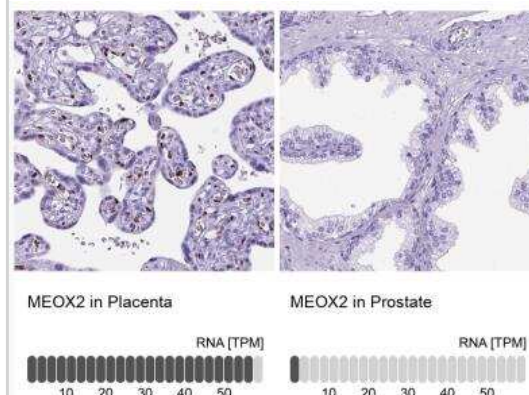 MEOX2 in Placenta
MEOX2 in Prostate
RNA [TPM]
RNA [TPM]
10 20 30 40 50
10 20 30 40 50